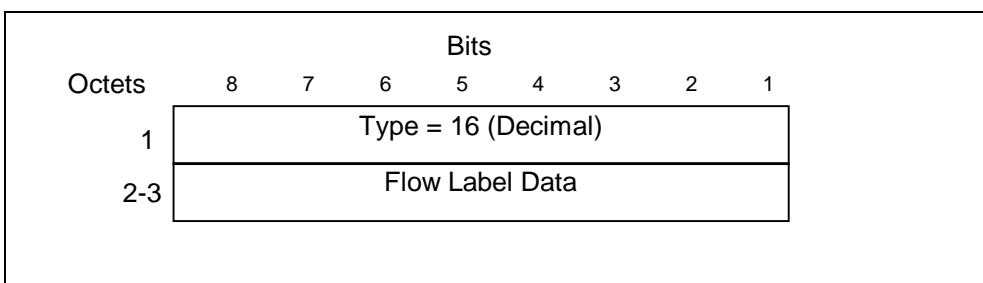 Bits
Octets 8 7 6 5 4 3 2 1
1 Type = 16 (Decimal)
2-3 Flow Label Data